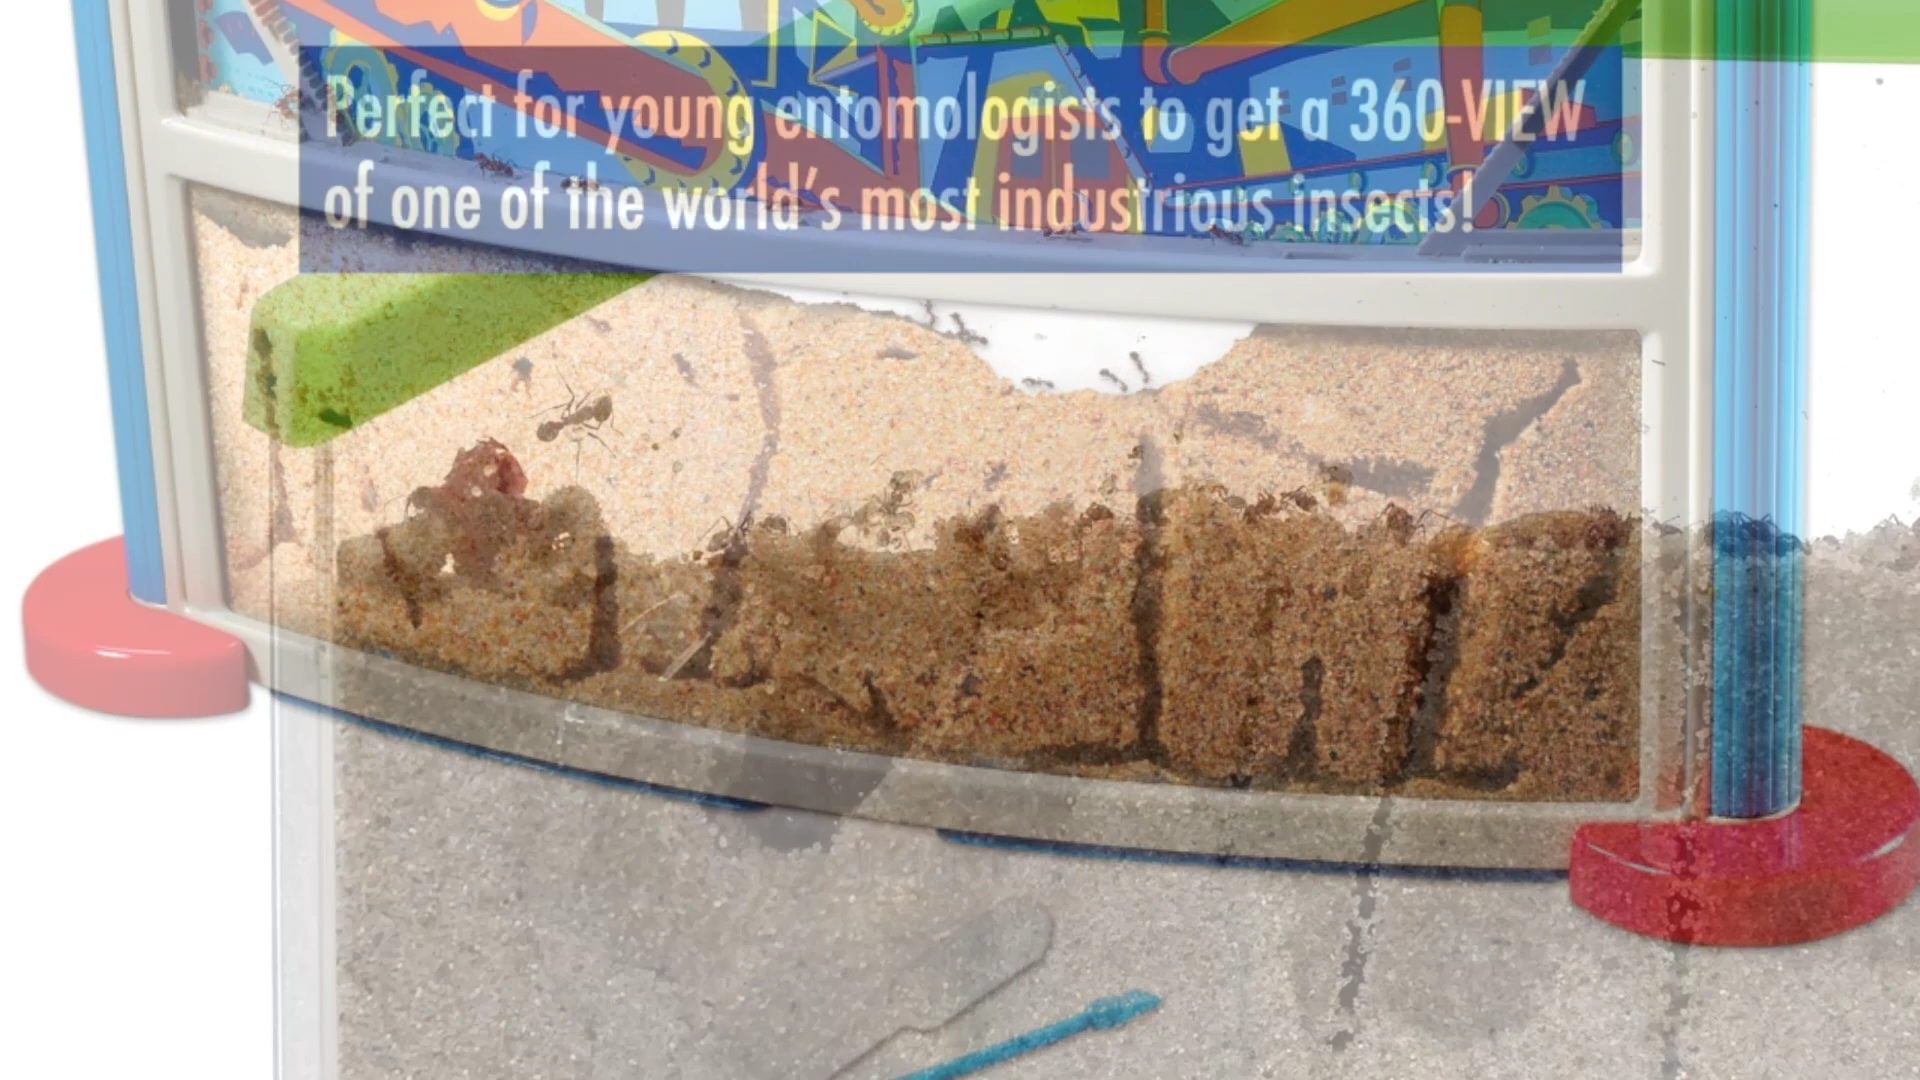 Perfect for young entomologists to get a 360-VIEW
of one of the world's most industrious insects!